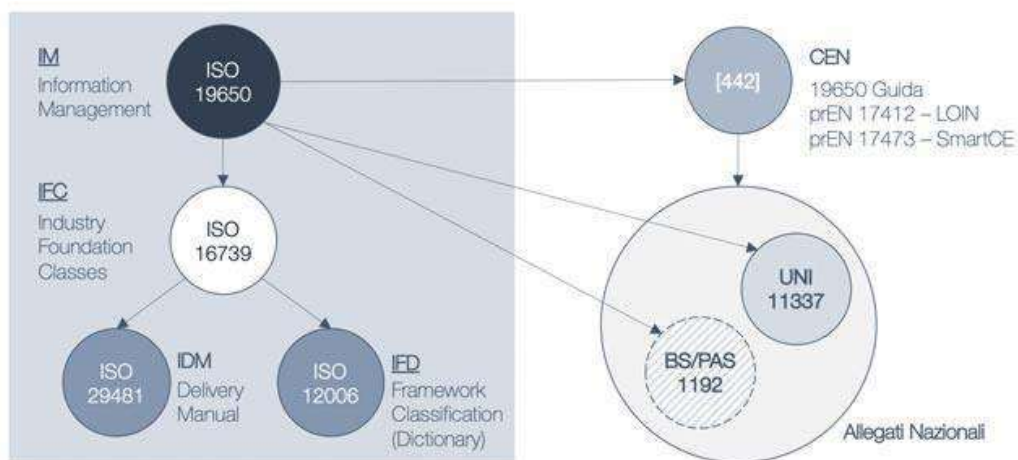 IM
Information
Management
ISO
19650
[442]
CEN
19650 Guida
prEN 17412 – LOIN
prEN 17473 – SmartCE
IFC
Industry
Foundation
Classes
ISO
16739
UNI
11337
ISO
29481
IDM
Delivery
Manual
ISO
12006
IFD
Framework
Classification
(Dictionary)
BS/PAS
1192
Allegati Nazionali